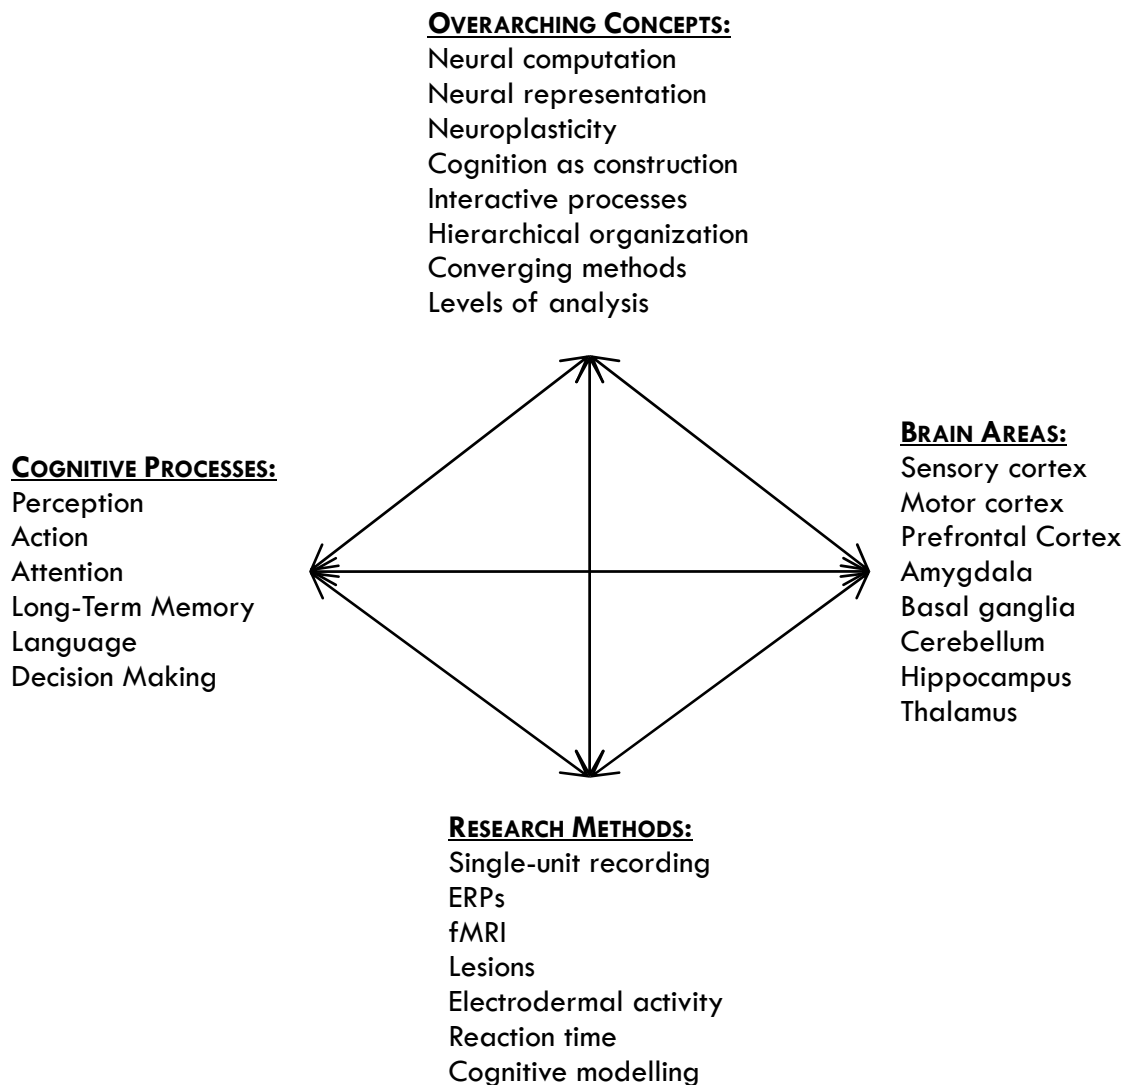 OVERARCHING CONCEPTS:
Neural computation
Neural representation
Neuroplasticity
Cognition as construction
Interactive processes
Hierarchical organization
Converging methods
Levels of analysis
COGNITIVE PROCESSES:
Perception
Action
Attention
Long-Term Memory
Language
Decision Making
BRAIN AREAS:
Sensory cortex
Motor cortex
Prefrontal Cortex
Amygdala
Basal ganglia
Cerebellum
Hippocampus
Thalamus
RESEARCH METHODS:
Single-unit recording
ERPs
fMRI
Lesions
Electrodermal activity
Reaction time
Cognitive modelling